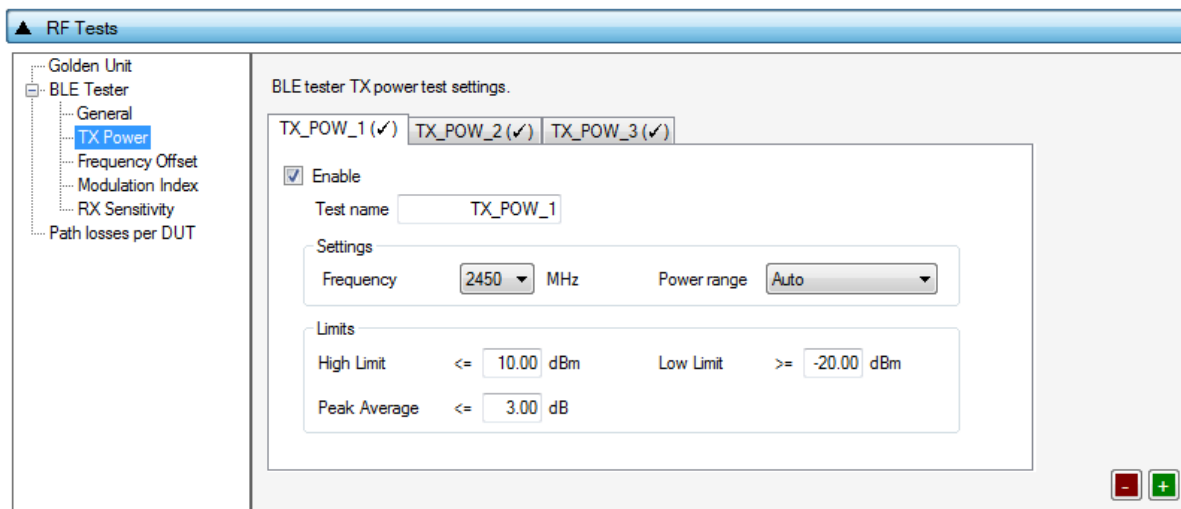 RF Tests
Golden Unit
BLE Tester
General
TX Power
Frequency Offset
Modulation Index
RX Sensitivity
Path losses per DUT
BLE tester TX power test settings.
TX_POW_1 (✓) TX_POW_2 (✓) TX_POW_3 (✓)
Enable
Test name TX_POW_1
Settings
Frequency 2450 MHz Power range Auto
Limits
High Limit <= 10.00 dBm Low Limit >= -20.00 dBm
Peak Average <= 3.00 dB
- +